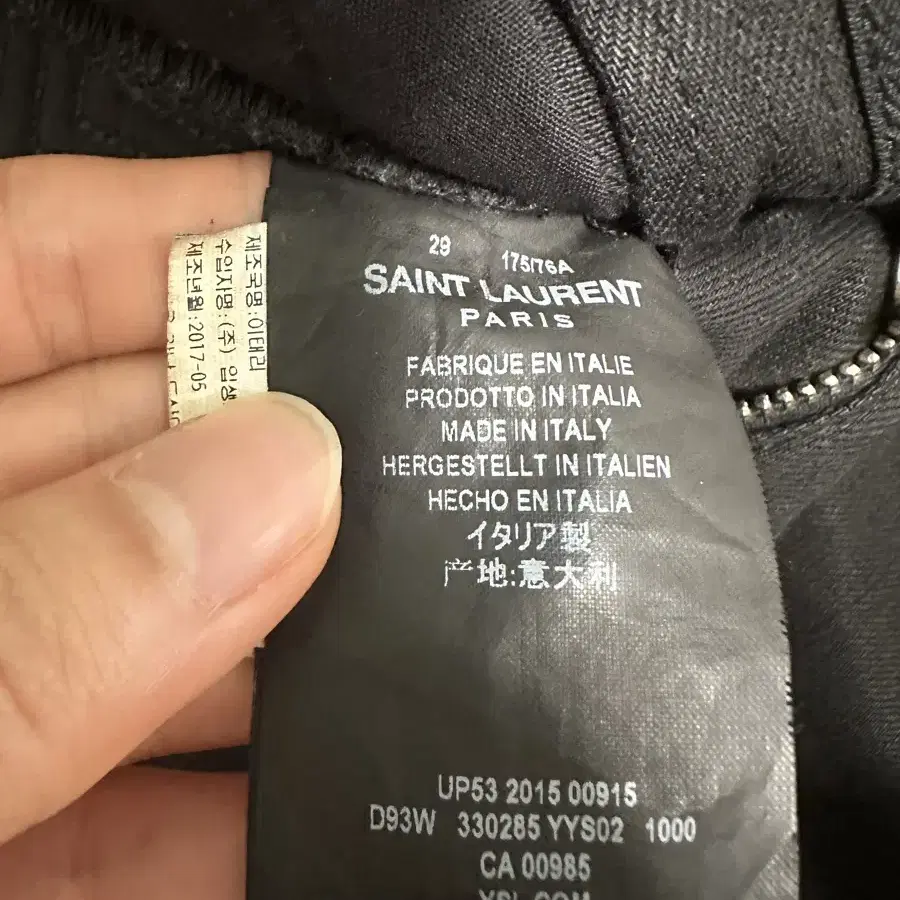 29 175/76A
SAINT LAURENT
PARIS
FABRIQUE EN ITALIE
PRODOTTO IN ITALIA
MADE IN ITALY
HERGESTELLT IN ITALIEN
HECHO EN ITALIA
イタリア製
产地:意大利
UP53 2015 00915
D93W 330285 YYS02 1000
CA 00985
YSL.COM
제조국명:이태리
수입자명:(주)
제조년월:2017-05